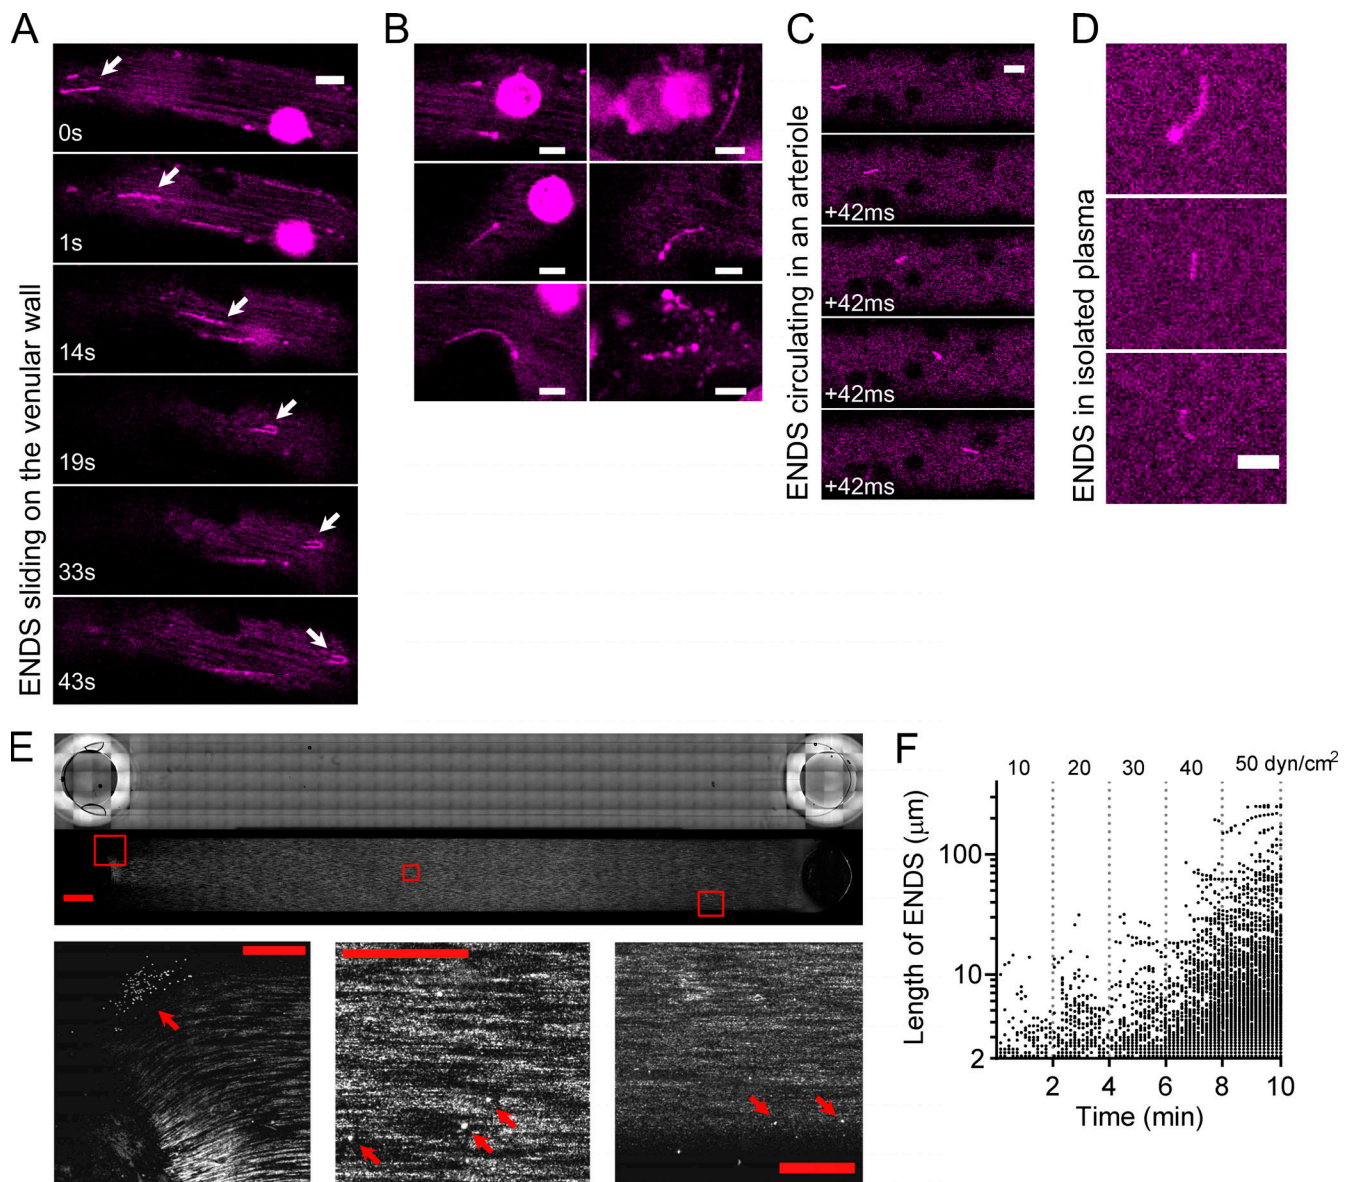 A
ENDS sliding on the venular wall
0s
1s
14s
19s
33s
43s
B
C
ENDS circulating in an arteriole
+42ms
+42ms
+42ms
+42ms
D
ENDS in isolated plasma
E
F
10 20 30 40 50 dyn/cm²
Length of ENDS (μm)
100
10
2
2 4 6 8 10
Time (min)